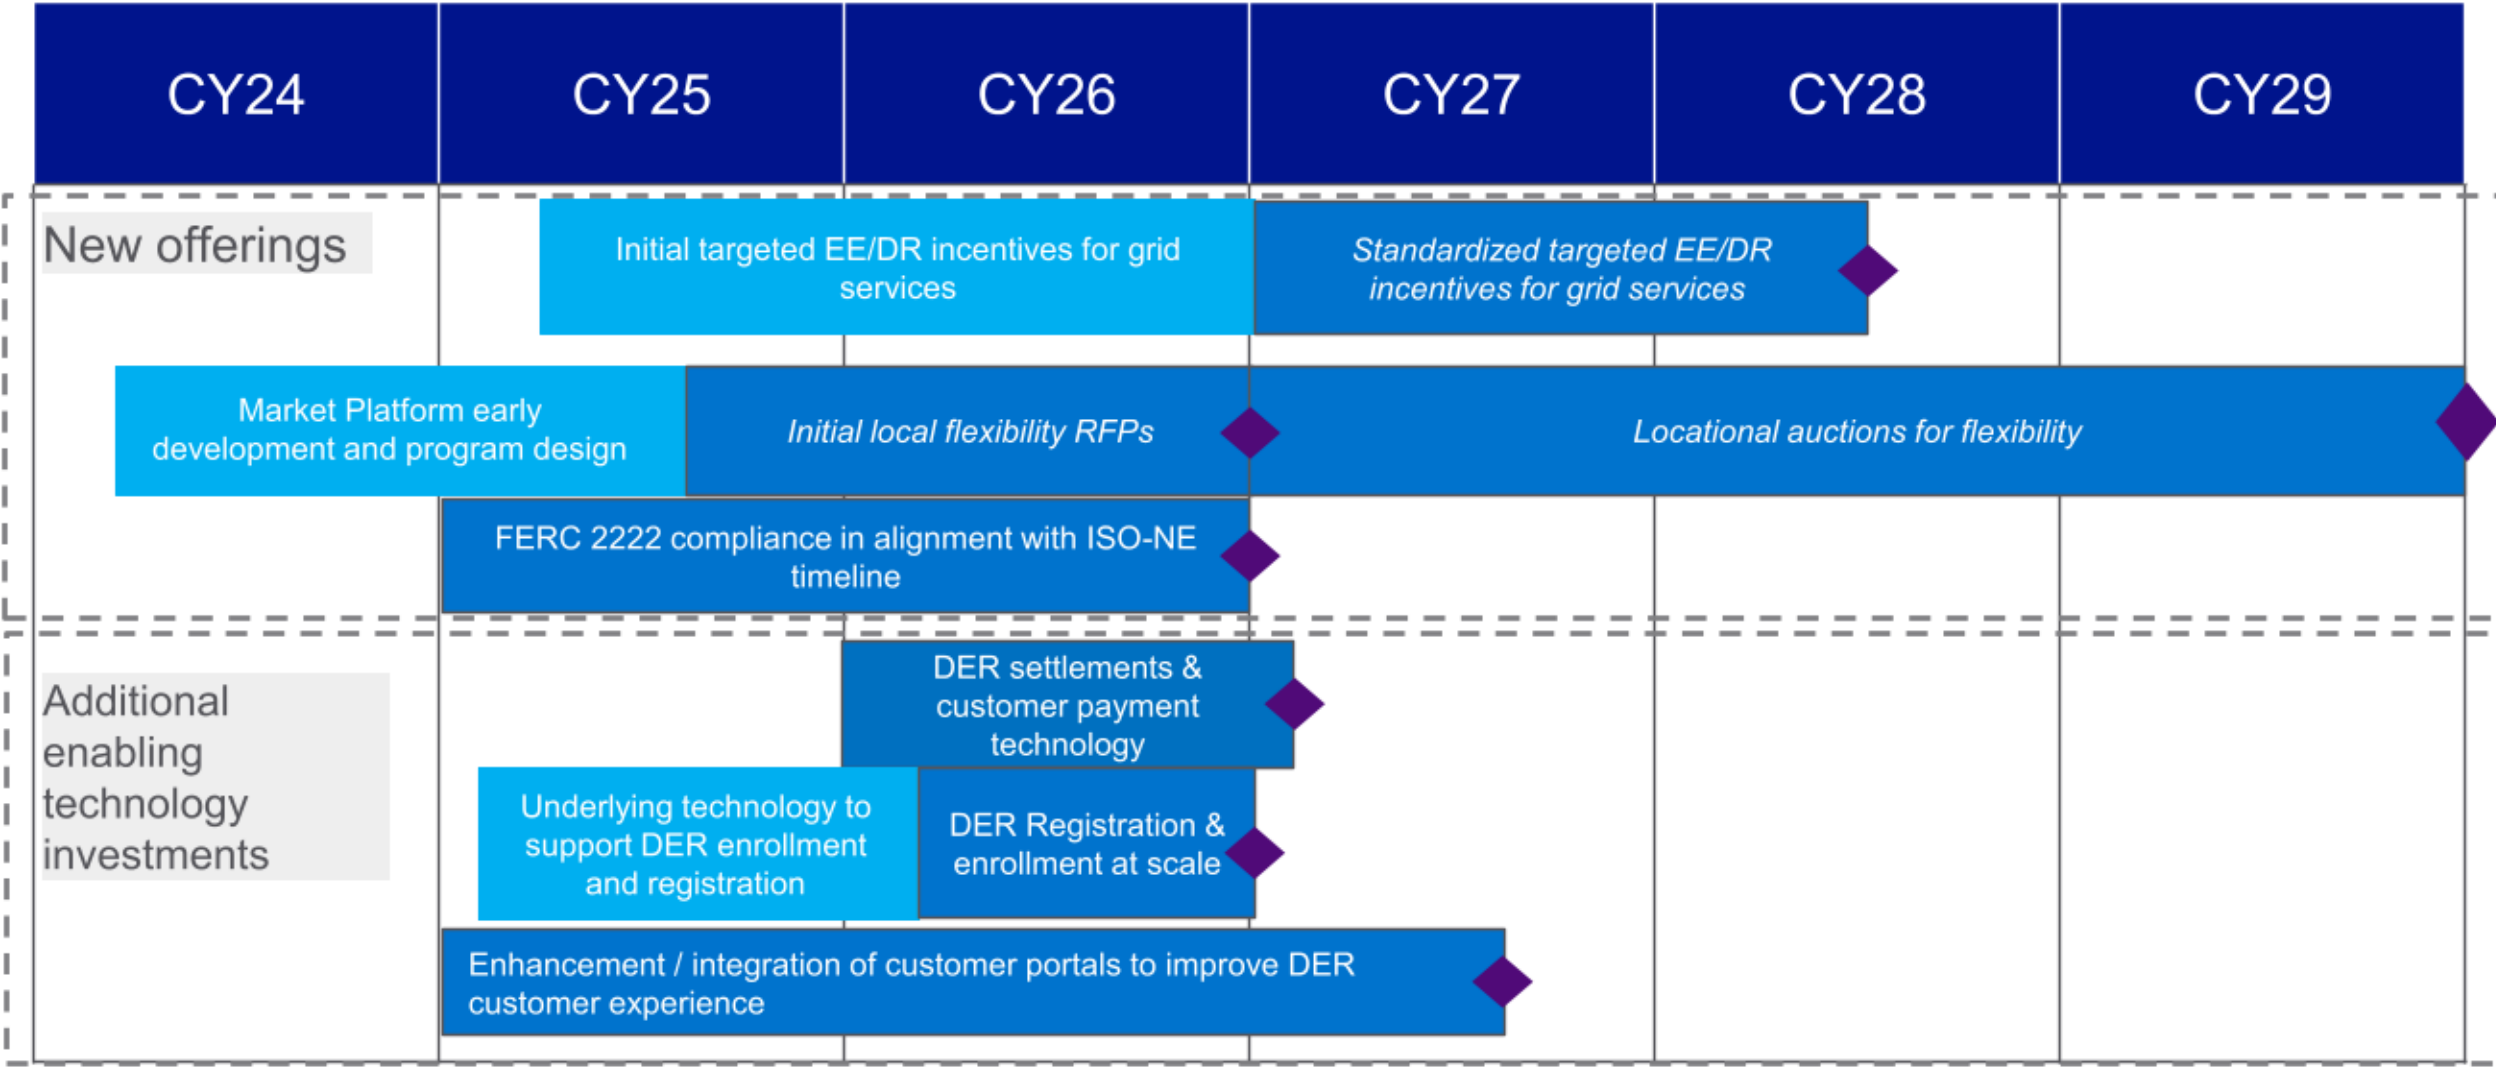 CY24
CY25
CY26
CY27
CY28
CY29
New offerings
Initial targeted EE/DR incentives for grid
services
Standardized targeted EE/DR
incentives for grid services
Market Platform early
development and program design
Initial local flexibility RFPs
Locational auctions for flexibility
FERC 2222 compliance in alignment with ISO-NE
timeline
Additional
enabling
technology
investments
DER settlements &
customer payment
technology
Underlying technology to
support DER enrollment
and registration
DER Registration &
enrollment at scale
Enhancement / integration of customer portals to improve DER
customer experience